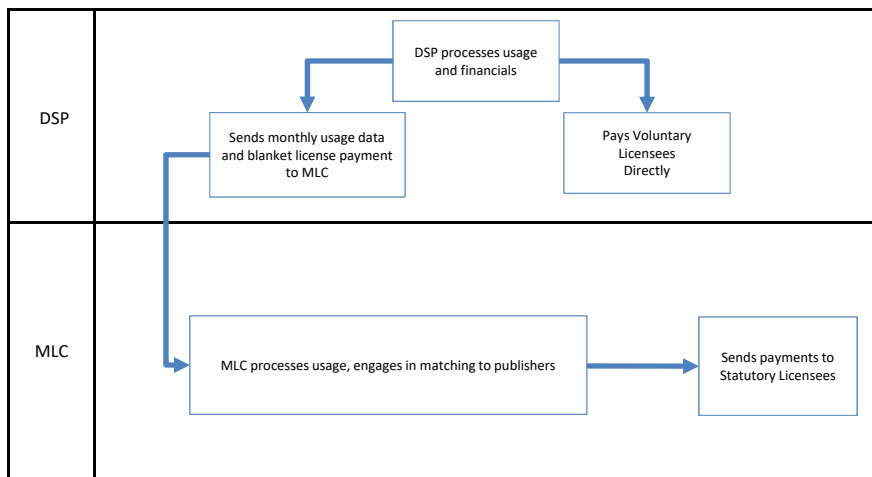 DSP
DSP processes usage
and financials
Sends monthly usage data
and blanket license payment
to MLC
Pays Voluntary
Licensees
Directly
MLC
MLC processes usage, engages in matching to publishers
Sends payments to
Statutory Licensees